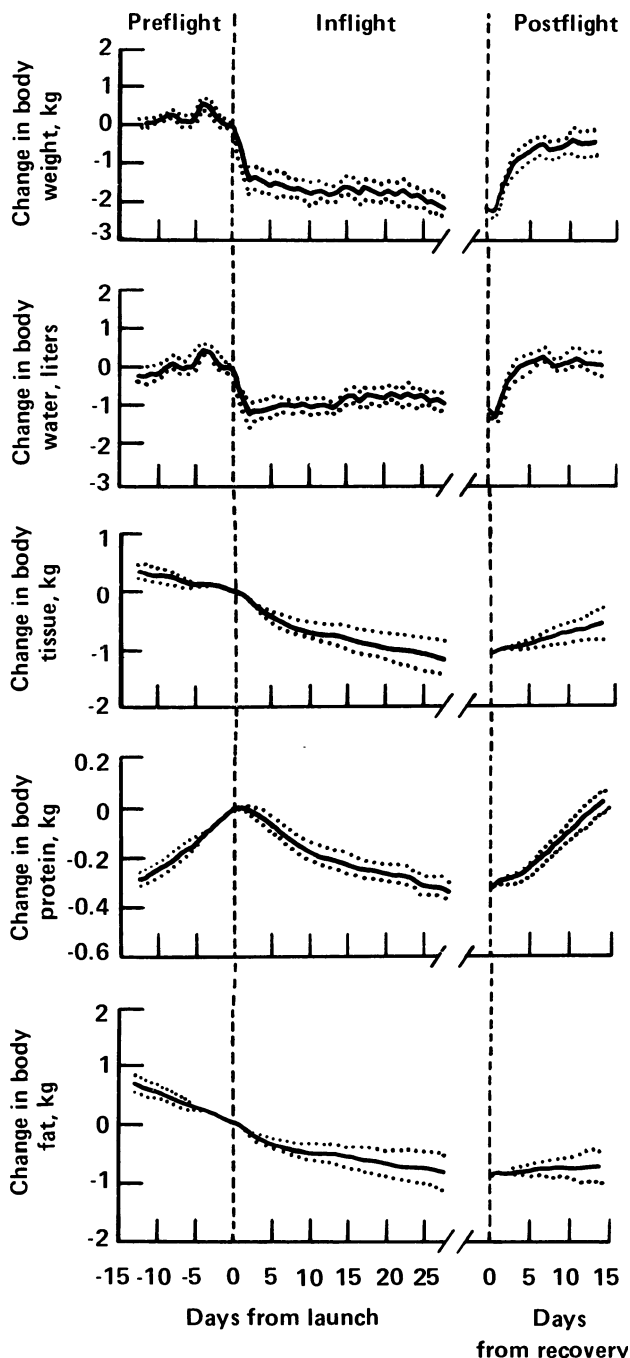 Preflight Inflight Postflight
Change in body
weight, kg
2
1
0
-1
-2
-3
Change in body
water, liters
2
1
0
-1
-2
-3
Change in body
tissue, kg
1
0
-1
-2
Change in body
protein, kg
0.2
0
-0.2
-0.4
-0.6
Change in body
fat, kg
2
1
0
-1
-2
-15 -10 -5 0 5 10 15 20 25 0 5 10 15
Days from launch
Days
from recovery